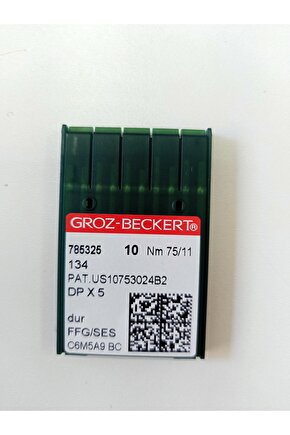 GROZ-BECKERT®
785325 10 Nm 75/11
134
PAT.US10753024B2
DP X 5
dur
FFG/SES
C6M5A9 BC